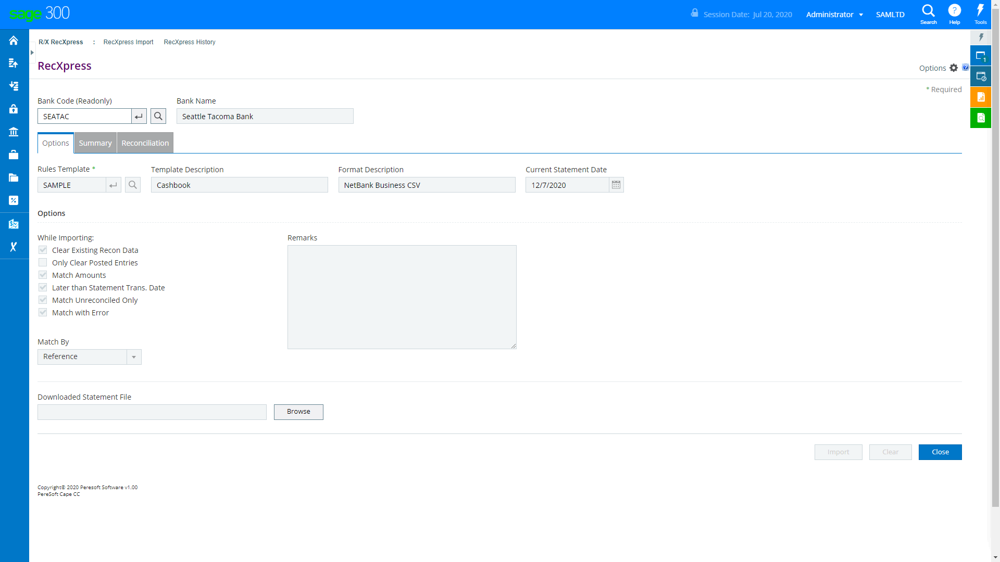 sage 300
Session Date: Jul 20, 2020
Administrator
SAMLTD
Search
Help
Tools
R/X RecXpress : RecXpress Import RecXpress History
RecXpress
Options
1
* Required
Bank Code (Readonly)
Bank Name
SEATAC
Seattle Tacoma Bank
Options Summary Reconciliation
Rules Template *
Template Description
Format Description
Current Statement Date
SAMPLE
Cashbook
NetBank Business CSV
12/7/2020
Options
While Importing:
Remarks
Clear Existing Recon Data
Only Clear Posted Entries
Match Amounts
Later than Statement Trans. Date
Match Unreconciled Only
Match with Error
Match By
Reference
Downloaded Statement File
Browse
Import
Clear
Close
Copyright© 2020 Peresoft Software v1.00
PereSoft Cape CC